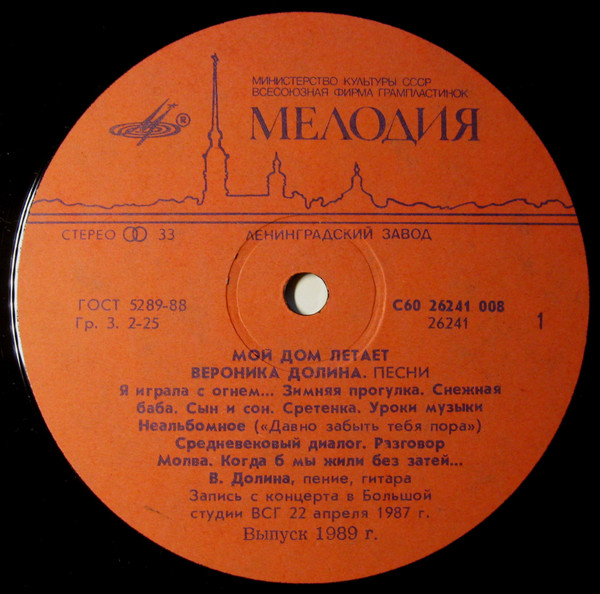 МИНИСТЕРСТВО КУЛЬТУРЫ СССР
ВСЕСОЮЗНАЯ ФИРМА ГРАМПЛАСТИНОК
МЕЛОДИЯ
®
СТЕРЕО 33
ЛЕНИНГРАДСКИЙ ЗАВОД
ГОСТ 5289-88
Гр. 3. 2-25
С60 26241 008
26241
1
МОЙ ДОМ ЛЕТАЕТ
ВЕРОНИКА ДОЛИНА. ПЕСНИ
Я играла с огнем... Зимняя прогулка. Снежная
баба. Сын и сон. Сретенка. Уроки музыки
Неальбомное («Давно забыть тебя пора»)
Средневековый диалог. Разговор
Молва. Когда б мы жили без затей...
В. Долина, пение, гитара
Запись с концерта в Большой
студии ВСГ 22 апреля 1987 г.
Выпуск 1989 г.